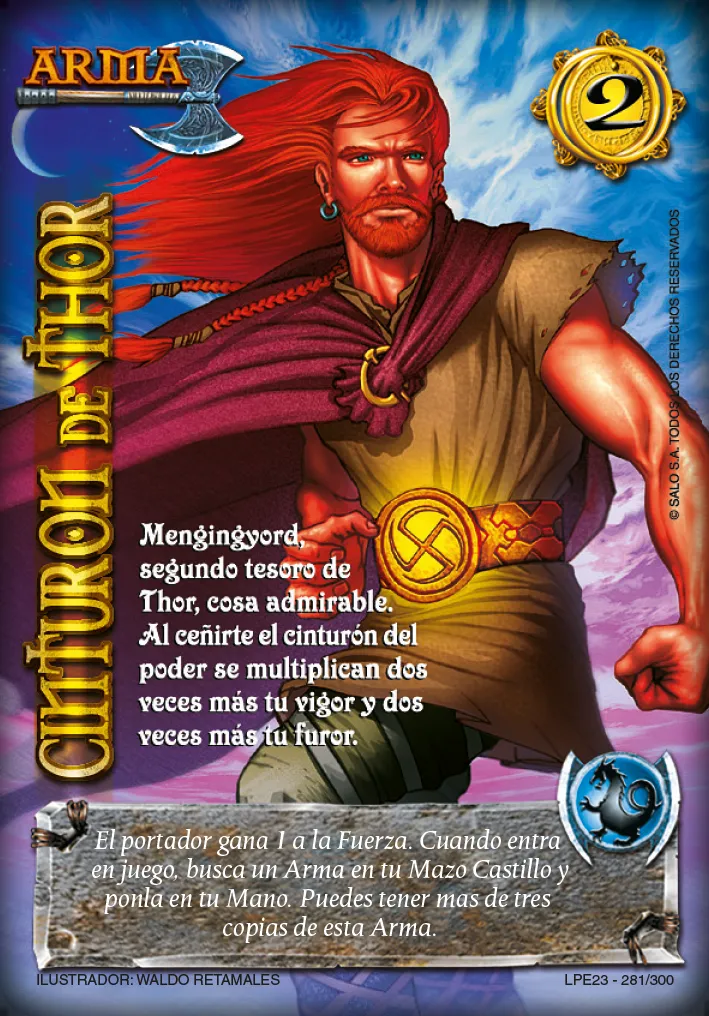 ARMA
2
CINTURON DE THOR
© SALO S.A. TODOS LOS DERECHOS RESERVADOS
Mengingyord,
segundo tesoro de
Thor, cosa admirable.
Al ceñirte el cinturón del
poder se multiplican dos
veces más tu vigor y dos
veces más tu furor.
El portador gana 1 a la Fuerza. Cuando entra
en juego, busca un Arma en tu Mazo Castillo y
ponla en tu Mano. Puedes tener mas de tres
copias de esta Arma.
ILUSTRADOR: WALDO RETAMALES
LPE23 - 281/300